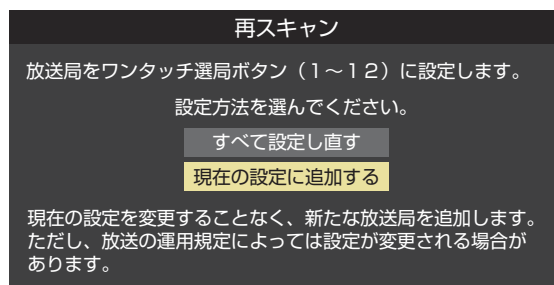 再スキャン
放送局をワンタッチ選局ボタン(1~12)に設定します。
設定方法を選んでください。
すべて設定し直す
現在の設定に追加する
現在の設定を変更することなく、新たな放送局を追加します。
ただし、放送の運用規定によっては設定が変更される場合が
あります。